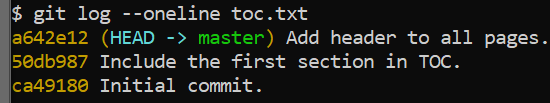 $ git log --oneline toc.txt
a642e12 (HEAD -> master) Add header to all pages.
50db987 Include the first section in TOC.
ca49180 Initial commit.